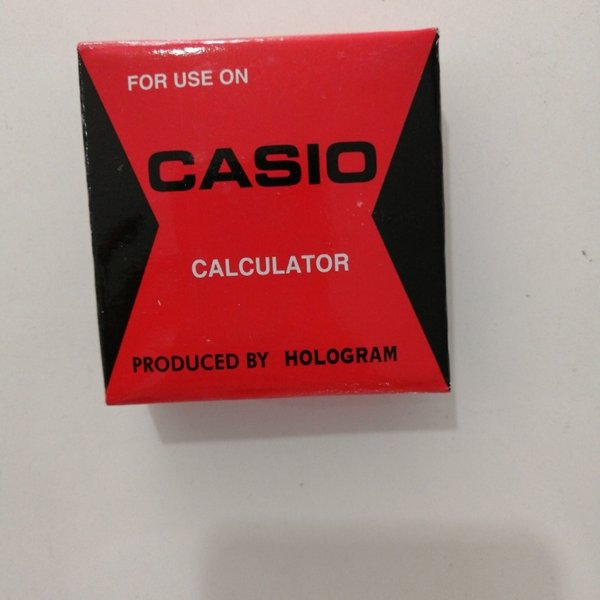 FOR USE ON
CASIO
CALCULATOR
PRODUCED BY HOLOGRAM